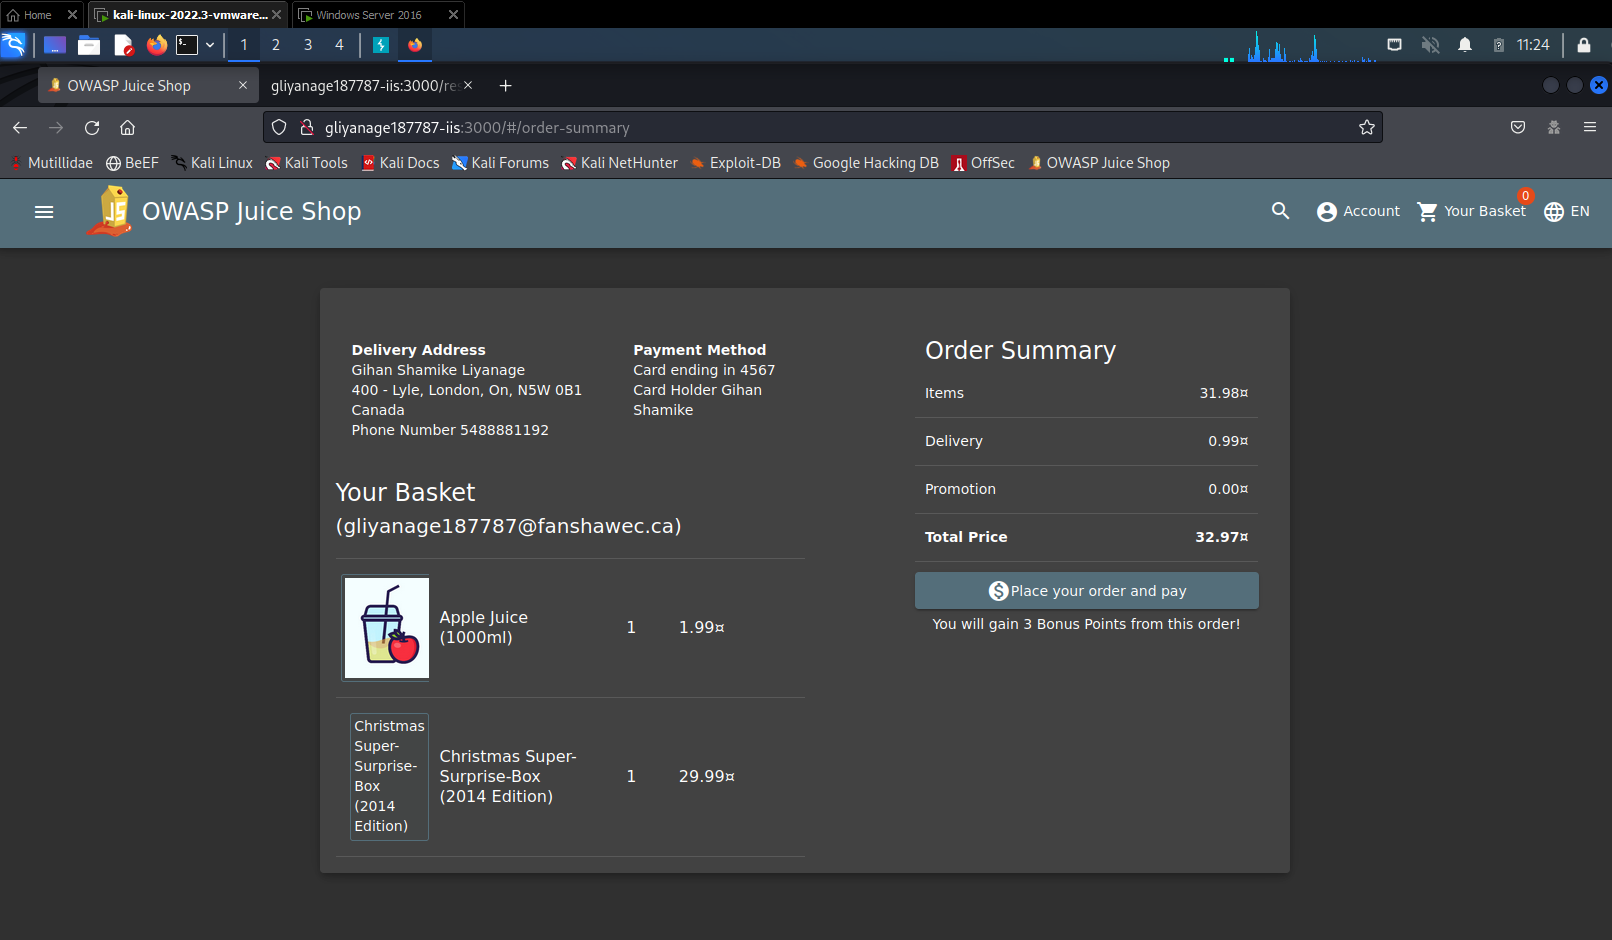 Home
kali-linux-2022.3-vmware...
Windows Server 2016
1 2 3 4
11:24
OWASP Juice Shop
gliyanage187787-iis:3000/res
gliyanage187787-iis:3000/#/order-summary
Mutillidae BeEF Kali Linux Kali Tools Kali Docs Kali Forums Kali NetHunter Exploit-DB Google Hacking DB OffSec OWASP Juice Shop
OWASP Juice Shop
Account
Your Basket
0
EN
Delivery Address
Gihan Shamike Liyanage
400 - Lyle, London, On, N5W 0B1
Canada
Phone Number 5488881192
Payment Method
Card ending in 4567
Card Holder Gihan
Shamike
Your Basket
(gliyanage187787@fanshawec.ca)
Apple Juice
(1000ml)
1 1.99¤
Christmas
Super-
Surprise-
Box
(2014
Edition)
Christmas Super-
Surprise-Box
(2014 Edition)
1 29.99¤
Order Summary
Items 31.98¤
Delivery 0.99¤
Promotion 0.00¤
Total Price 32.97¤
Place your order and pay
You will gain 3 Bonus Points from this order!